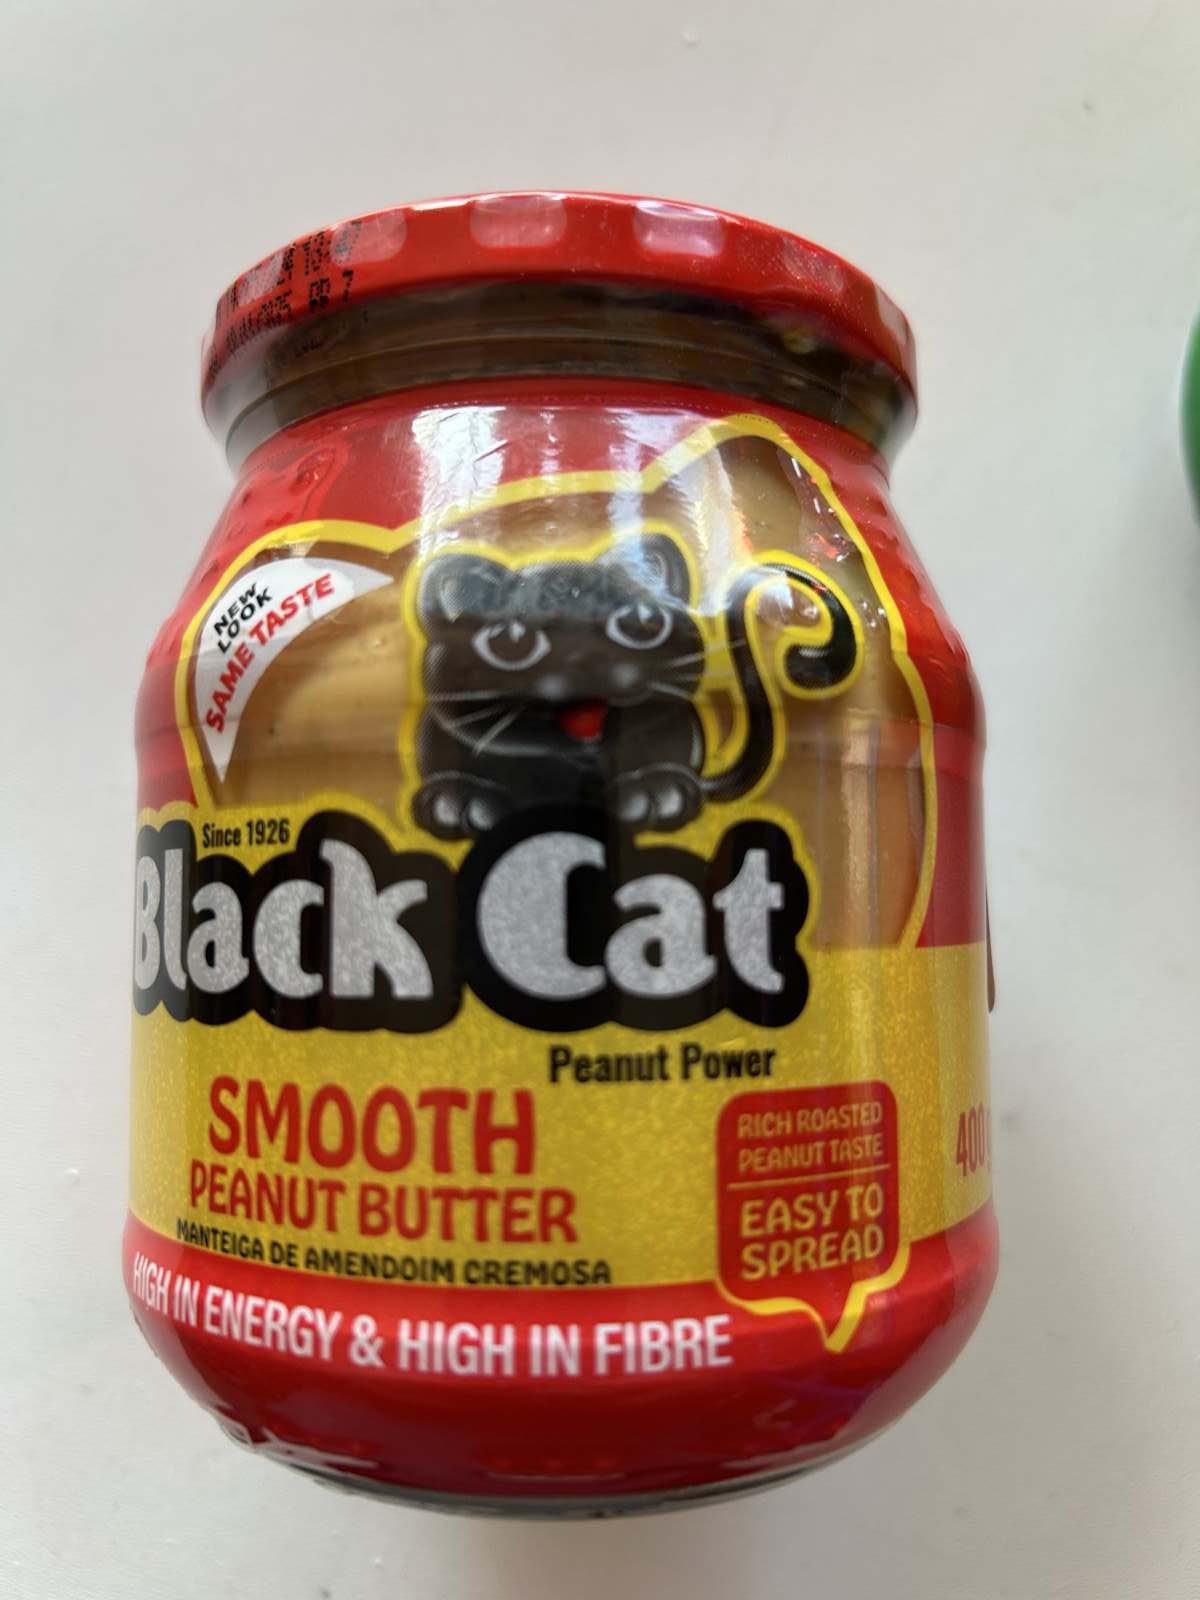 NEW
LOOK
SAME TASTE
Since 1926
Black Cat
Peanut Power
SMOOTH
PEANUT BUTTER
MANTEIGA DE AMENDOIM CREMOSA
HIGH IN ENERGY & HIGH IN FIBRE
RICH ROASTED
PEANUT TASTE
EASY TO
SPREAD
400